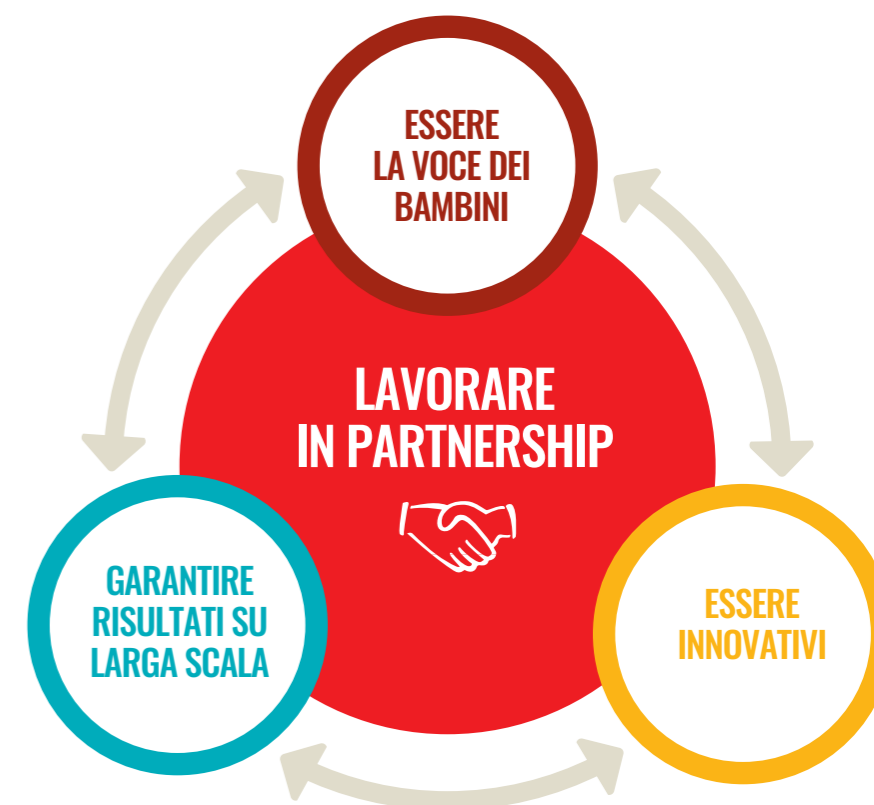 ESSERE
LA VOCE DEI
BAMBINI
LAVORARE
IN PARTNERSHIP
GARANTIRE
RISULTATI SU
LARGA SCALA
ESSERE
INNOVATIVI